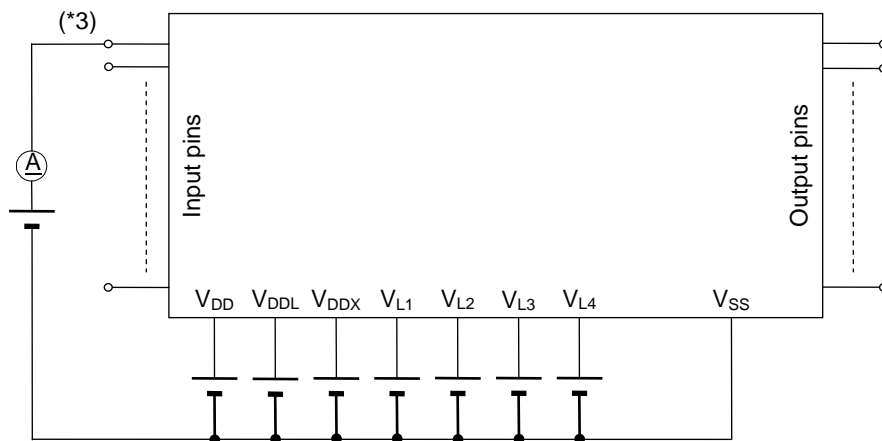 (*3)
A
Input pins
Output pins
VDD VDDL VDDX VL1 VL2 VL3 VL4 VSS